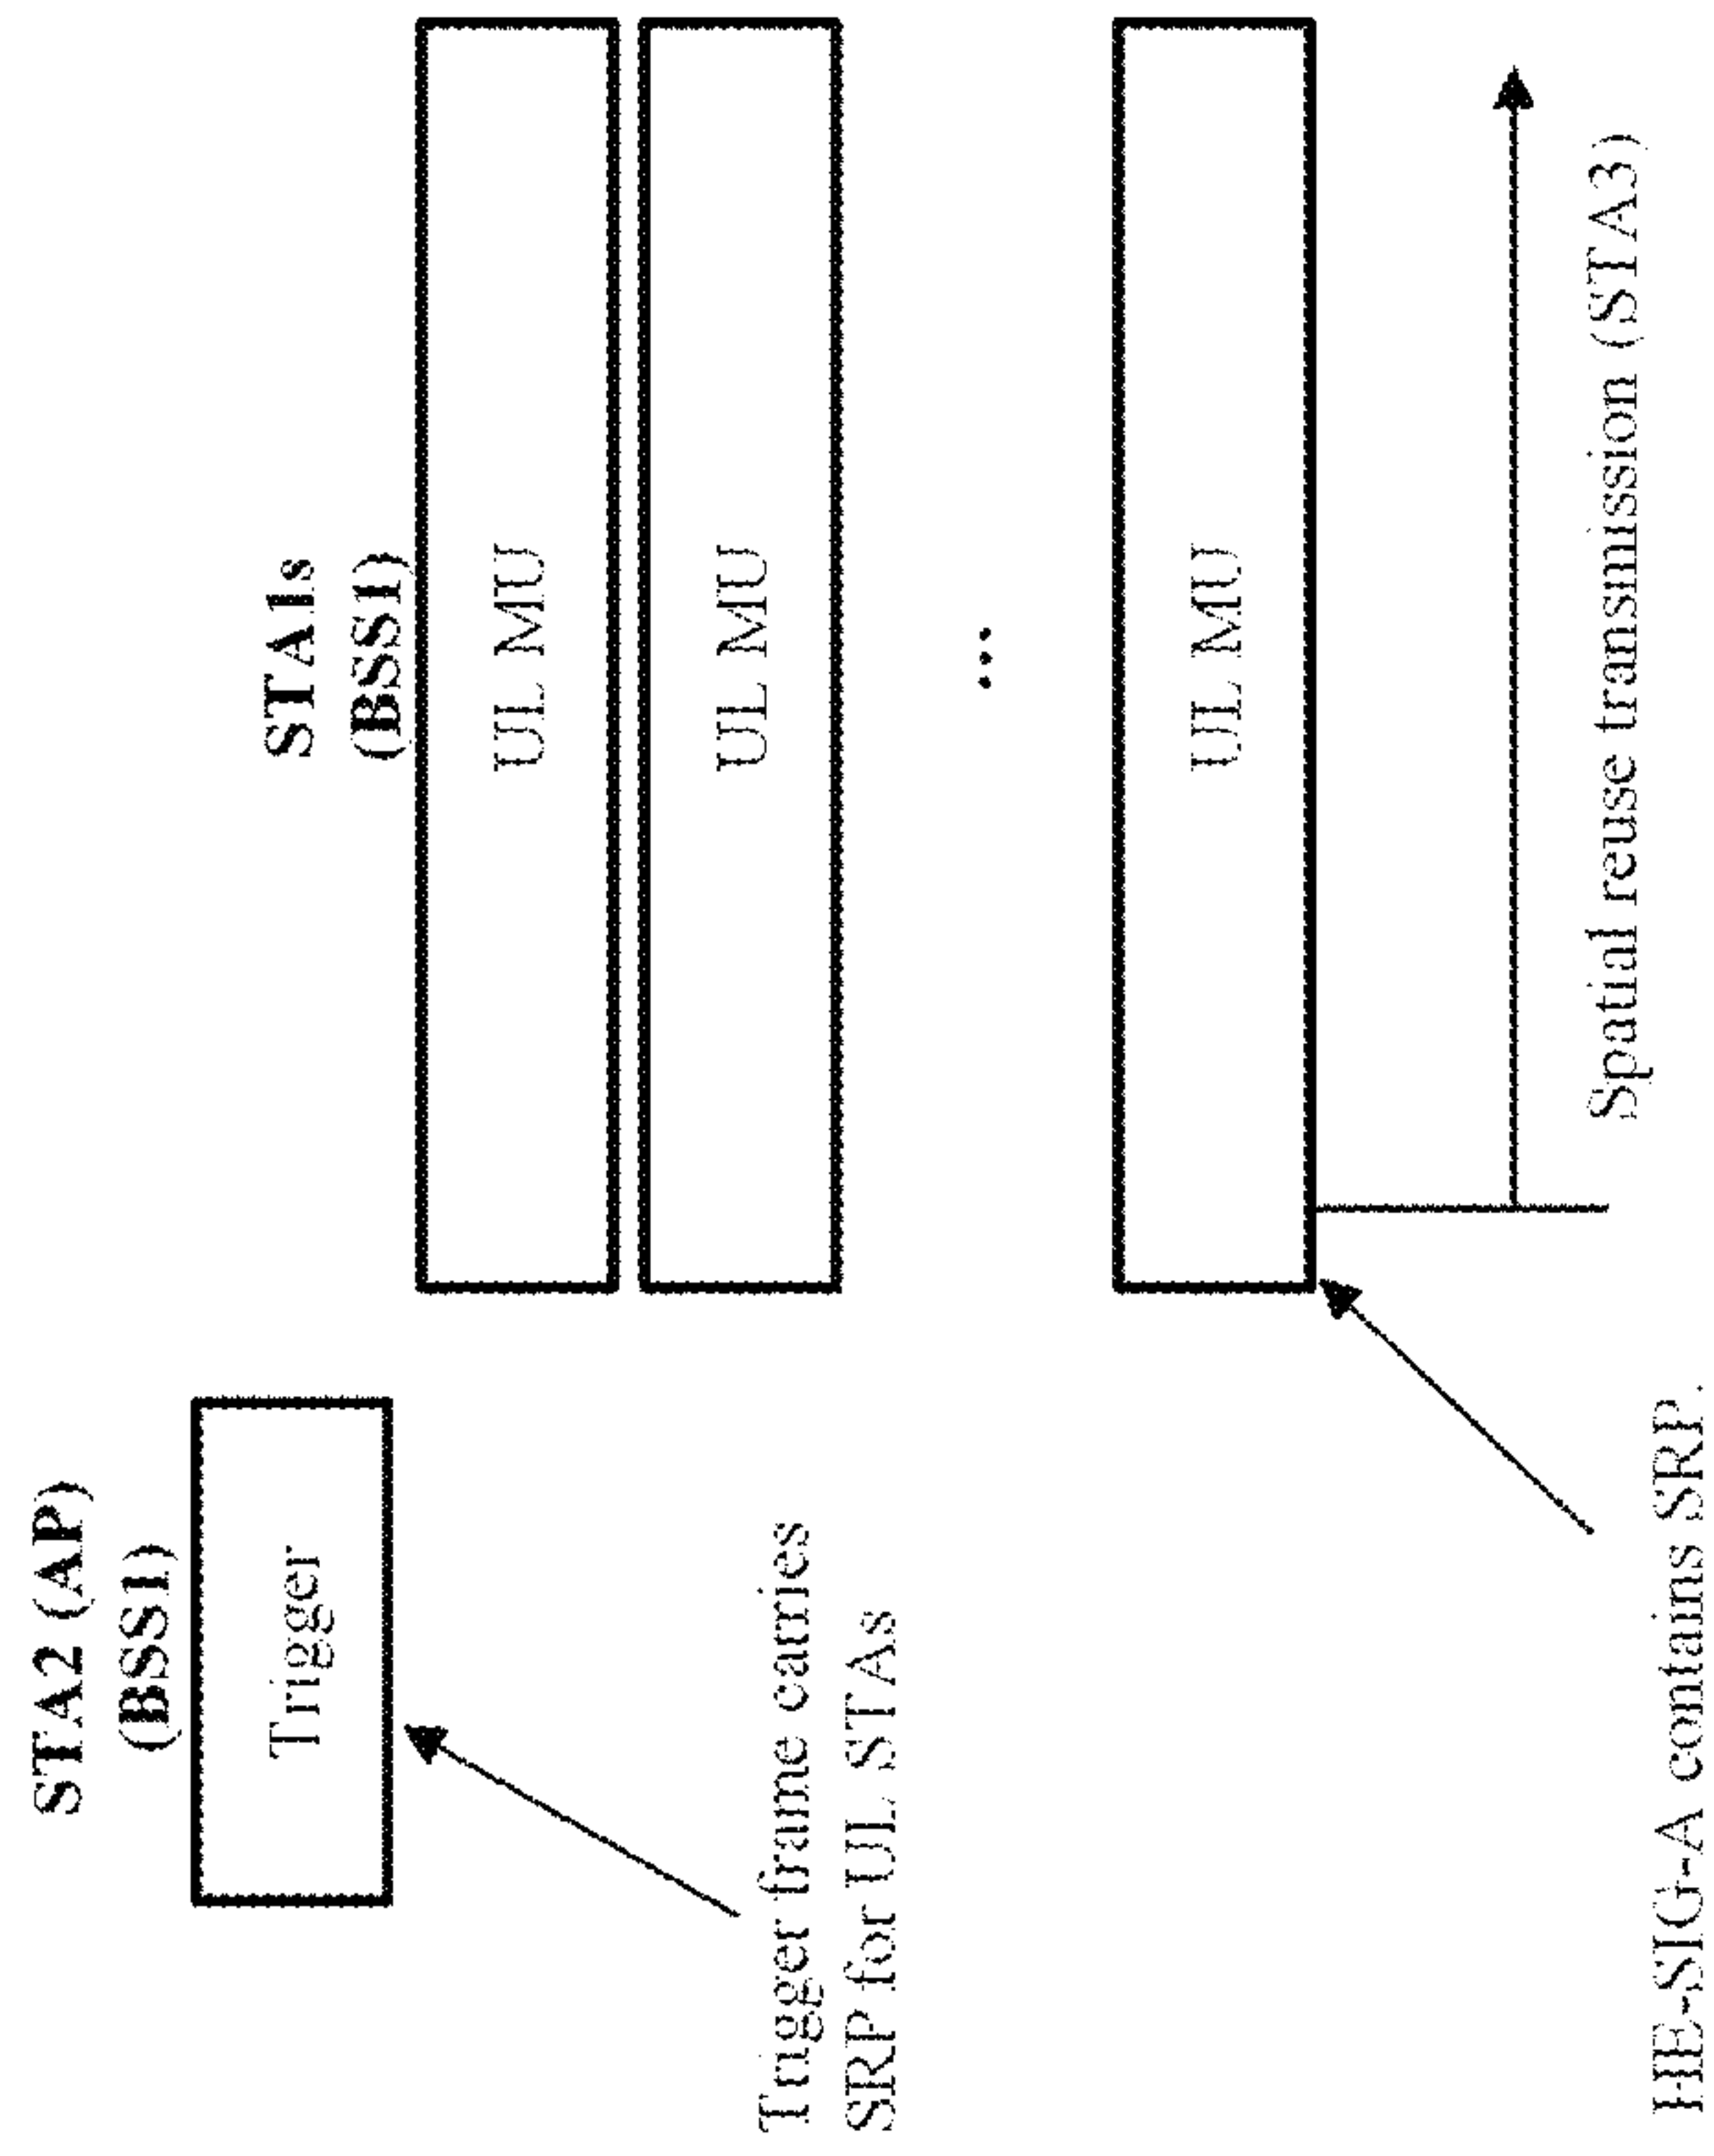 STA2 (AP)
(BSS1)
Trigger
Trigger frame carries
SRP for UL STAs
STA1s
(BSS1)
UL MU
UL MU
...
UL MU
HE-SIG-A contains SRP.
Spatial reuse transmission (STA3)